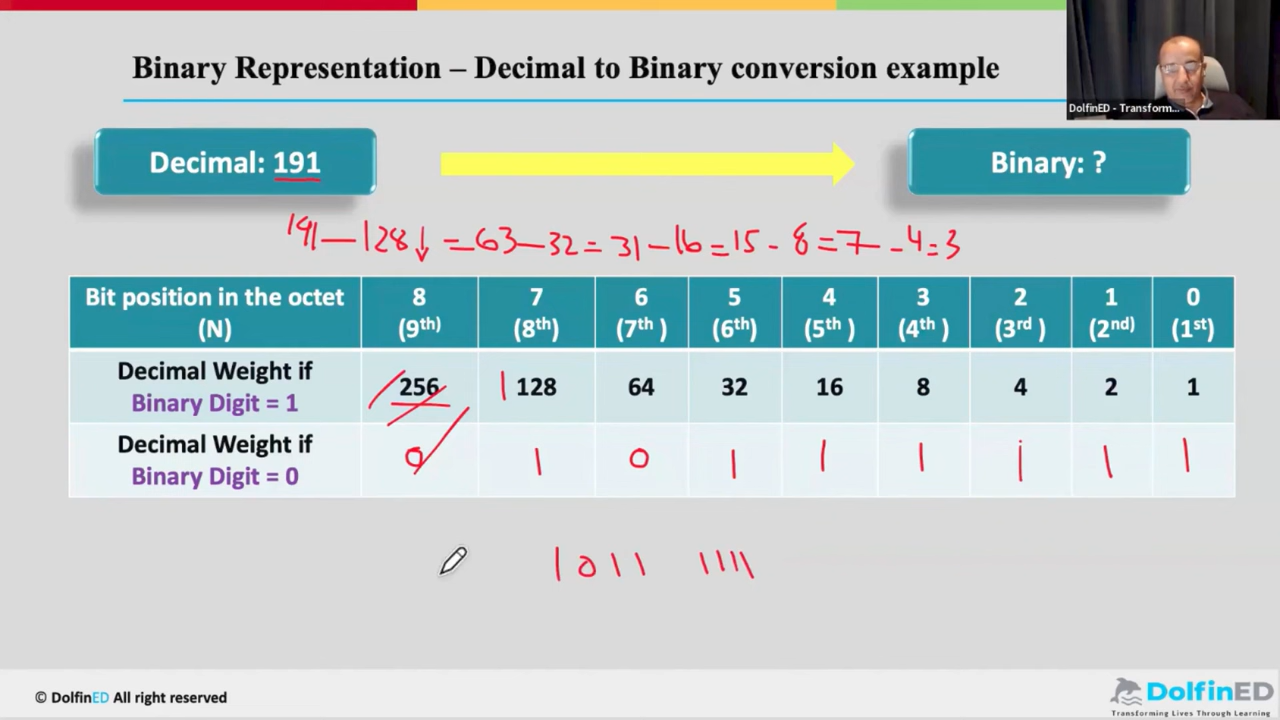 Binary Representation – Decimal to Binary conversion example
DolfinED - Transform...
Decimal: 191
Binary: ?
191 – 128 ↓ = 63 – 32 = 31 – 16 = 15 - 8 = 7 - 4 = 3
Bit position in the octet (N) 8 (9th) 7 (8th) 6 (7th ) 5 (6th) 4 (5th ) 3 (4th ) 2 (3rd ) 1 (2nd) 0 (1st)
Decimal Weight if Binary Digit = 1 256 1 128 64 32 16 8 4 2 1
Decimal Weight if Binary Digit = 0 0 1 0 1 1 1 1 1 1
1011 1111
© DolfinED All right reserved
DolfinED
Transforming Lives Through Learning